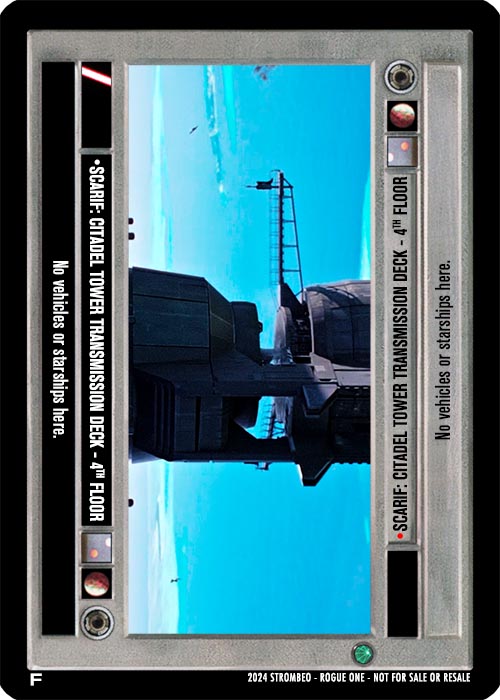 •SCARIF: CITADEL TOWER TRANSMISSION DECK - 4TH FLOOR
No vehicles or starships here.
•SCARIF: CITADEL TOWER TRANSMISSION DECK - 4TH FLOOR
No vehicles or starships here.
F
2024 STROMBEO - ROGUE ONE - NOT FOR SALE OR RESALE